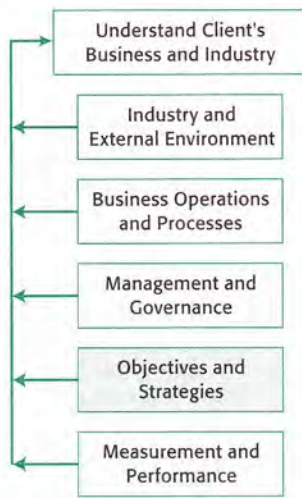 Understand Client's
Business and Industry
Industry and
External Environment
Business Operations
and Processes
Management and
Governance
Objectives and
Strategies
Measurement and
Performance